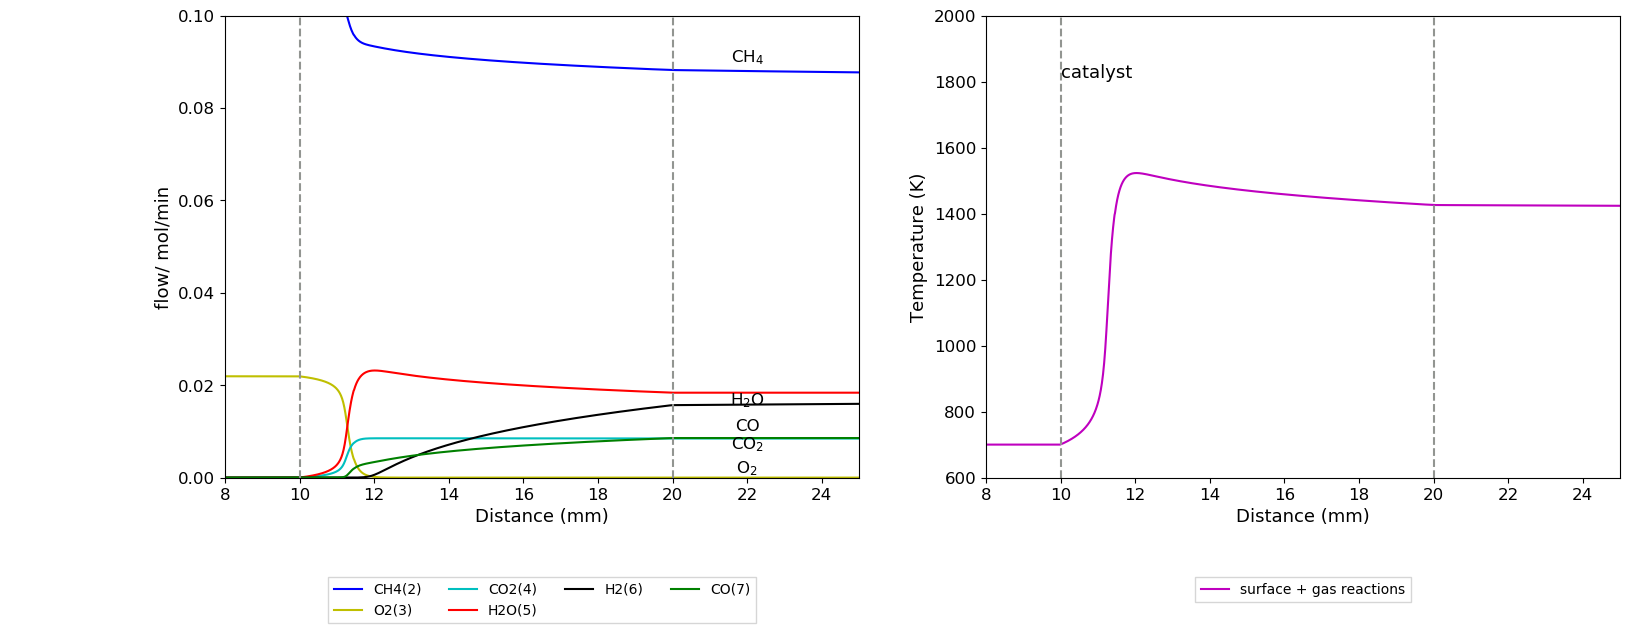 0.10
0.08
0.06
0.04
0.02
0.00
flow/ mol/min
CH₄
H₂O
CO
CO₂
O₂
8 10 12 14 16 18 20 22 24
Distance (mm)
CH4(2) CO2(4) H2(6) CO(7)
O2(3) H2O(5)
2000
1800
1600
1400
1200
1000
800
600
Temperature (K)
catalyst
8 10 12 14 16 18 20 22 24
Distance (mm)
surface + gas reactions